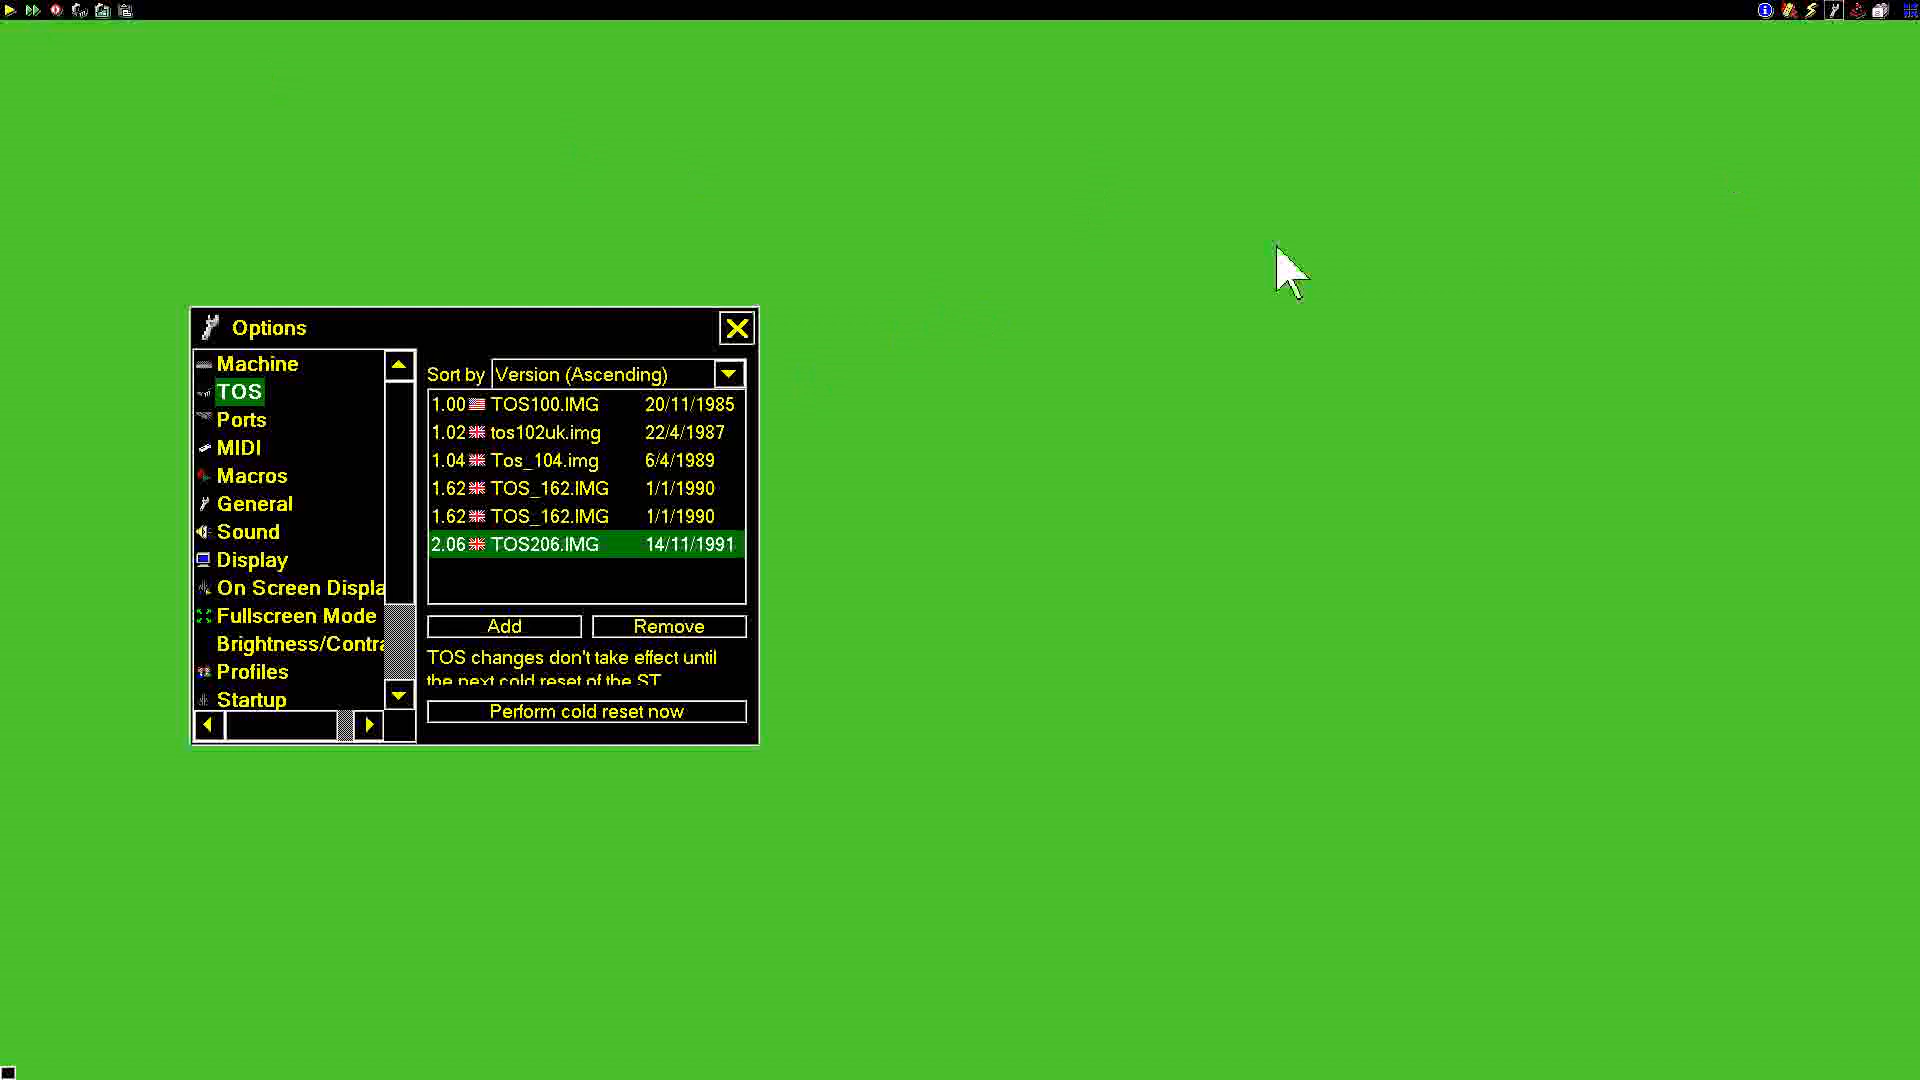 Options
Machine
TOS
Ports
MIDI
Macros
General
Sound
Display
On Screen Displa
Fullscreen Mode
Brightness/Contra
Profiles
Startup
Sort by Version (Ascending)
1.00 TOS100.IMG 20/11/1985
1.02 tos102uk.img 22/4/1987
1.04 Tos_104.img 6/4/1989
1.62 TOS_162.IMG 1/1/1990
1.62 TOS_162.IMG 1/1/1990
2.06 TOS206.IMG 14/11/1991
Add Remove
TOS changes don't take effect until
the next cold reset of the ST
Perform cold reset now